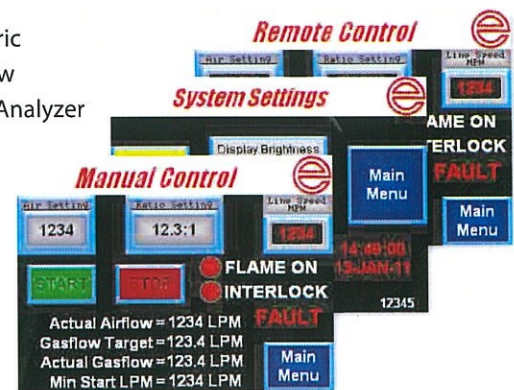 ric
w
Analyzer
Remote Control
Air Setting
Ratio Setting
Line Speed
MPM
1234
AME ON
TERLOCK
FAULT
Main
Menu
System Settings
Display Brightness
Main
Menu
14:49:00
13-JAN-11
12345
Manual Control
Air Setting
Ratio Setting
Line Speed
MPM
1234
12.3:1
1234
START
STOP
FLAME ON
INTERLOCK
FAULT
Actual Airflow = 1234 LPM
Gasflow Target = 123.4 LPM
Actual Gasflow = 123.4 LPM
Min Start LPM = 1234 LPM
Main
Menu